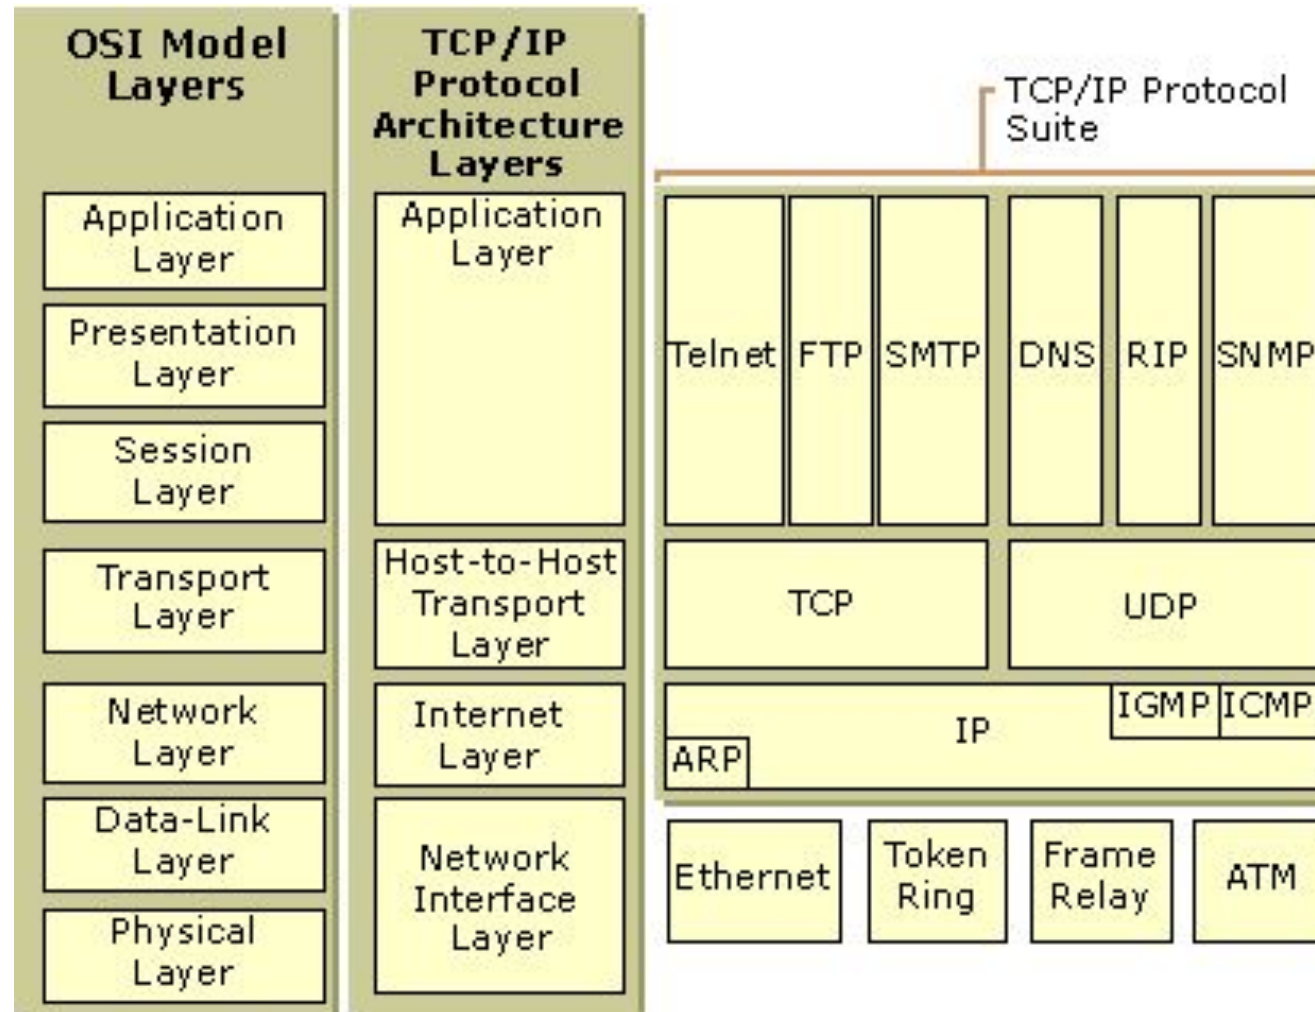 OSI Model
Layers
TCP/IP
Protocol
Architecture
Layers
TCP/IP Protocol
Suite
Application
Layer
Presentation
Layer
Session
Layer
Transport
Layer
Network
Layer
Data-Link
Layer
Physical
Layer
Application
Layer
Host-to-Host
Transport
Layer
Internet
Layer
Network
Interface
Layer
Telnet
FTP
SMTP
DNS
RIP
SNMP
TCP
UDP
IP
IGMP
ICMP
ARP
Ethernet
Token
Ring
Frame
Relay
ATM